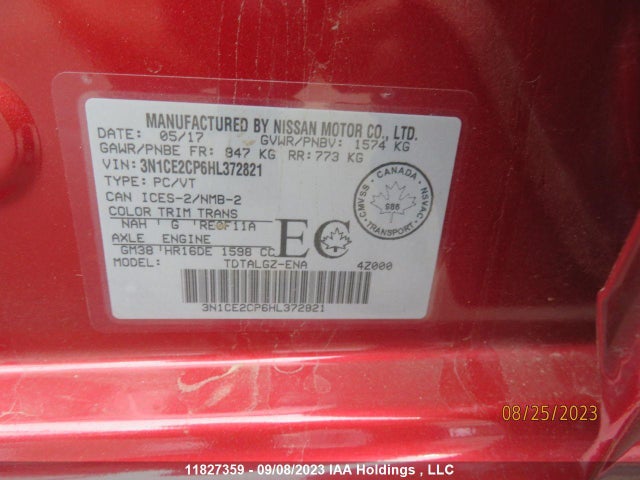 MANUFACTURED BY NISSAN MOTOR CO., LTD.
DATE: 05/17 GVWR/PNBV: 1574 KG
GAWR/PNBE FR: 847 KG RR: 773 KG
VIN: 3N1CE2CP6HL372821
TYPE: PC/VT
CAN ICES-2/NMB-2
COLOR TRIM TRANS
NAH ' G 'RE0F11A
AXLE ENGINE
GM38 'HR16DE 1598 CC
MODEL: TDTALGZ-ENA 4Z000
EC
CANADA
CMVSS
986
NSVAC
TRANSPORT
3N1CE2CP6HL372821
08/25/2023
11827359 - 09/08/2023 IAA Holdings , LLC